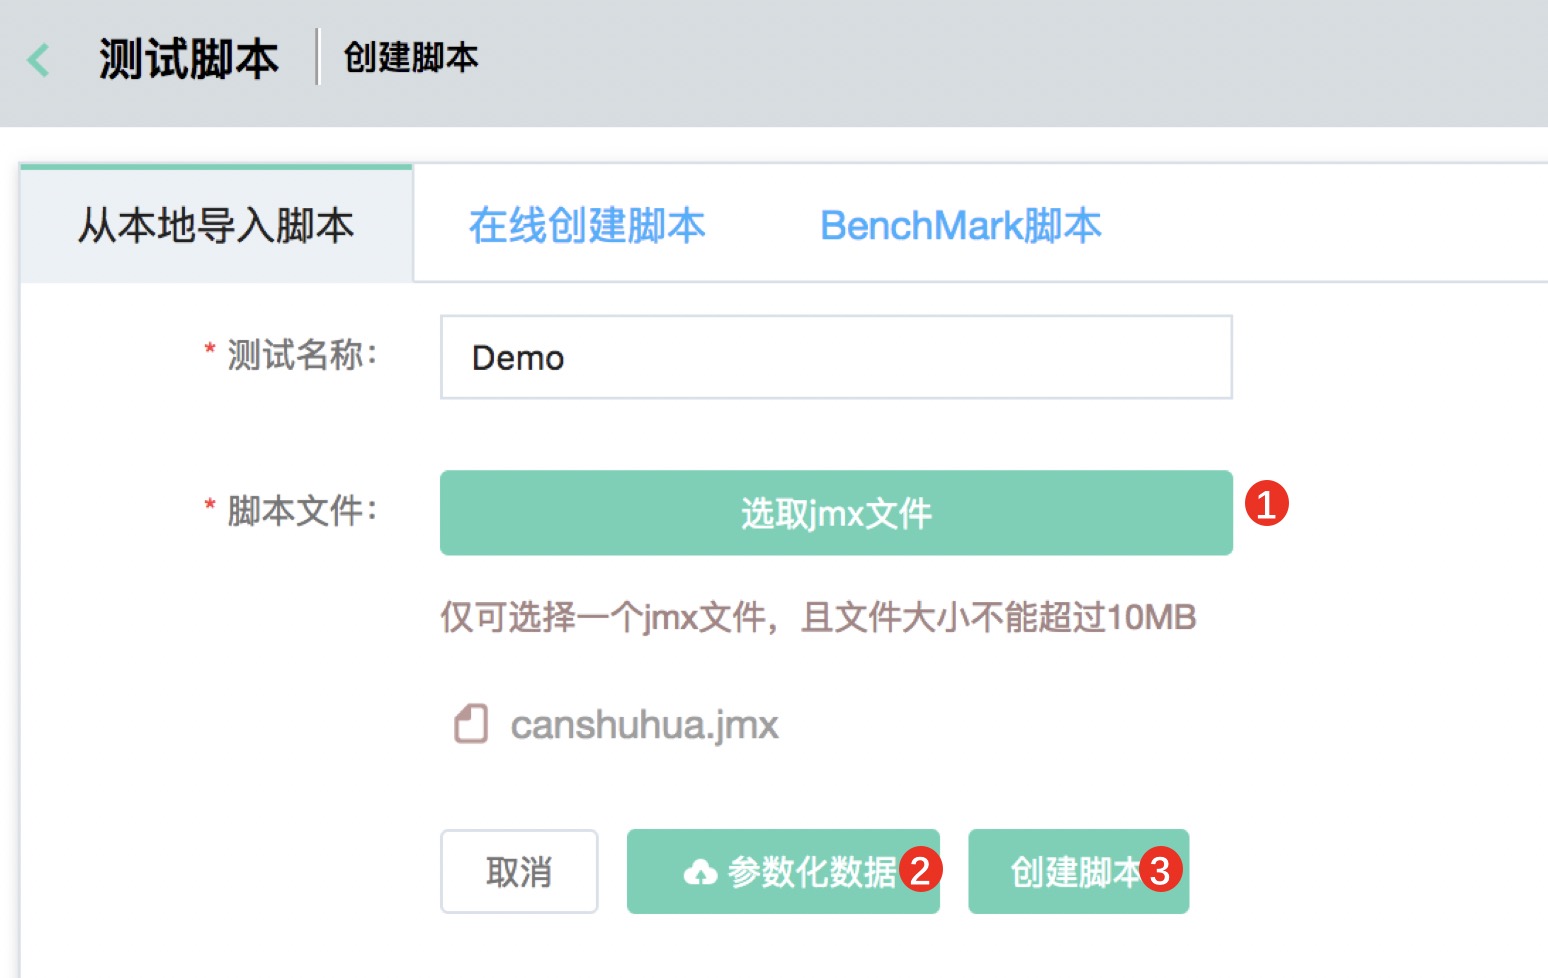 测试脚本 创建脚本
从本地导入脚本 在线创建脚本 BenchMark脚本
* 测试名称: Demo
* 脚本文件: 选取jmx文件 1
仅可选择一个jmx文件，且文件大小不能超过10MB
canshuhua.jmx
取消 参数化数据 2 创建脚本 3